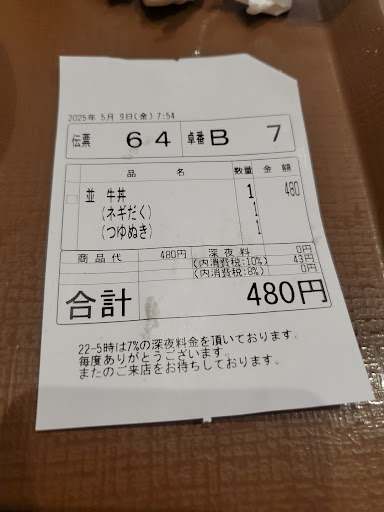 2025年 5月 9日(金) 7:54
伝票 64 卓番 B 7
品 名 数量 金 額
並 牛丼 1 480
(ネギだく) 1
(つゆぬき) 1
商品代 480円 深夜料 0円
(内消費税:10%) 43円
(内消費税:8%) 0円
合計 480円
22-5時は7%の深夜料金を頂いております。
毎度ありがとうございます。
またのご来店をお待ちしております。